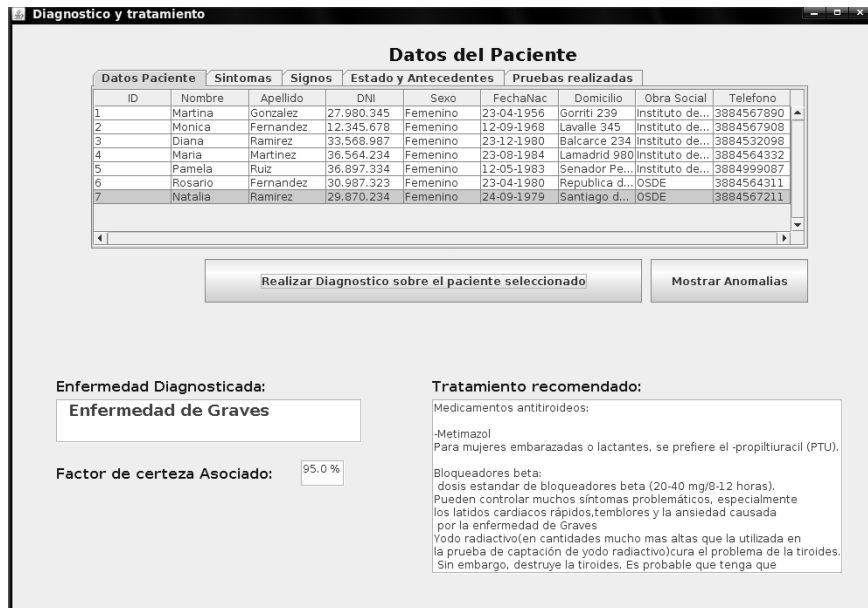 Diagnostico y tratamiento
Datos del Paciente
Datos Paciente Sintomas Signos Estado y Antecedentes Pruebas realizadas
ID Nombre Apellido DNI Sexo FechaNac Domicilio Obra Social Telefono
1 Martina Gonzalez 27.980.345 Femenino 23-04-1956 Gorriti 239 Instituto de... 3884567890
2 Monica Fernandez 12.345.678 Femenino 12-09-1968 Lavalle 345 Instituto de... 3884567908
3 Diana Ramirez 33.568.987 Femenino 23-12-1980 Balcarce 234 Instituto de... 3884532098
4 Maria Martinez 36.564.234 Femenino 23-08-1984 Lamadrid 980 Instituto de... 3884564332
5 Pamela Ruiz 36.897.334 Femenino 12-05-1983 Senador Pe... Instituto de... 3884999087
6 Rosario Fernandez 30.987.323 Femenino 23-04-1980 Republica d... OSDE 3884564311
7 Natalia Ramirez 29.870.234 Femenino 24-09-1979 Santiago d... OSDE 3884567211
Realizar Diagnostico sobre el paciente seleccionado Mostrar Anomalias
Enfermedad Diagnosticada:
Enfermedad de Graves
Factor de certeza Asociado: 95.0 %
Tratamiento recomendado:
Medicamentos antitiroideos:
-Metimazol
Para mujeres embarazadas o lactantes, se prefiere el -propiltiuracil (PTU).
Bloqueadores beta:
dosis estandar de bloqueadores beta (20-40 mg/8-12 horas).
Pueden controlar muchos síntomas problemáticos, especialmente
los latidos cardiacos rápidos,temblores y la ansiedad causada
por la enfermedad de Graves
Yodo radiactivo(en cantidades mucho mas altas que la utilizada en
la prueba de captación de yodo radiactivo)cura el problema de la tiroides.
Sin embargo, destruye la tiroides. Es probable que tenga que